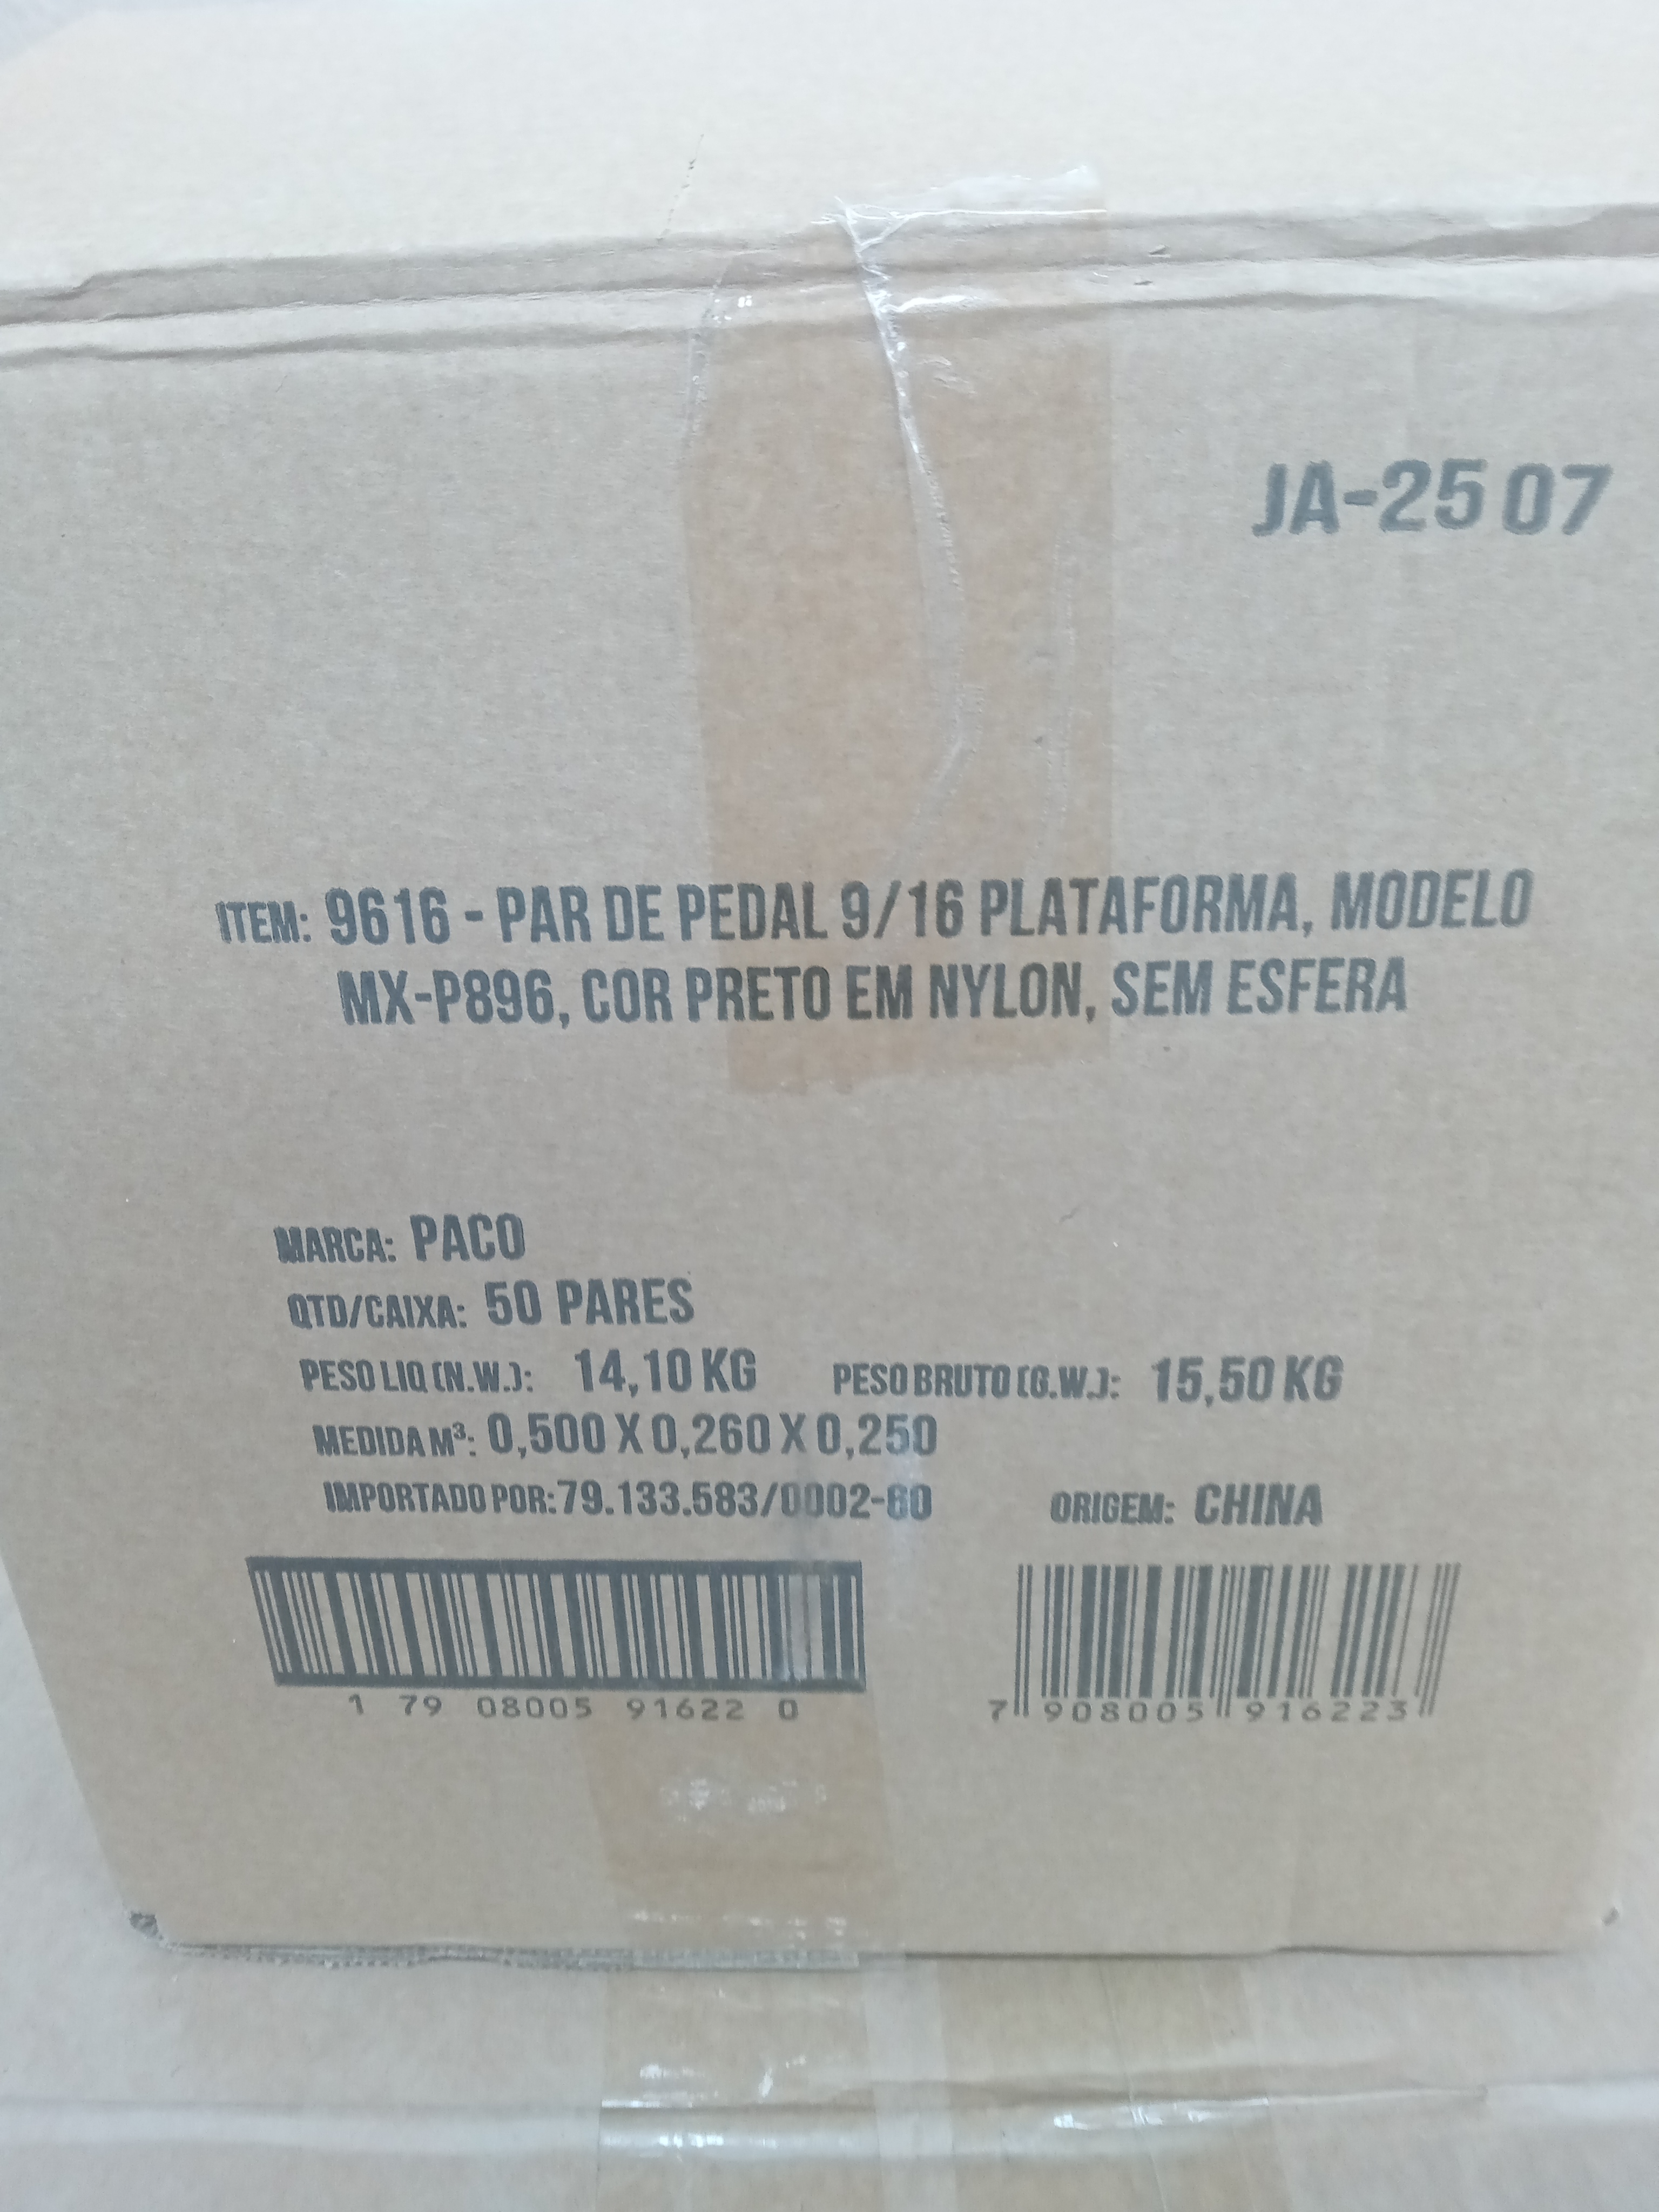 JA-25 07
ITEM: 9616 - PAR DE PEDAL 9/16 PLATAFORMA, MODELO
MX-P896, COR PRETO EM NYLON, SEM ESFERA
MARCA: PACO
QTD/CAIXA: 50 PARES
PESO LIQ (N.W.): 14,10 KG PESO BRUTO (G.W.): 15,50 KG
MEDIDA M³: 0,500 X 0,260 X 0,250
IMPORTADO POR: 79.133.583/0002-60 ORIGEM: CHINA
1 79 08005 91622 0 7 908005 916223